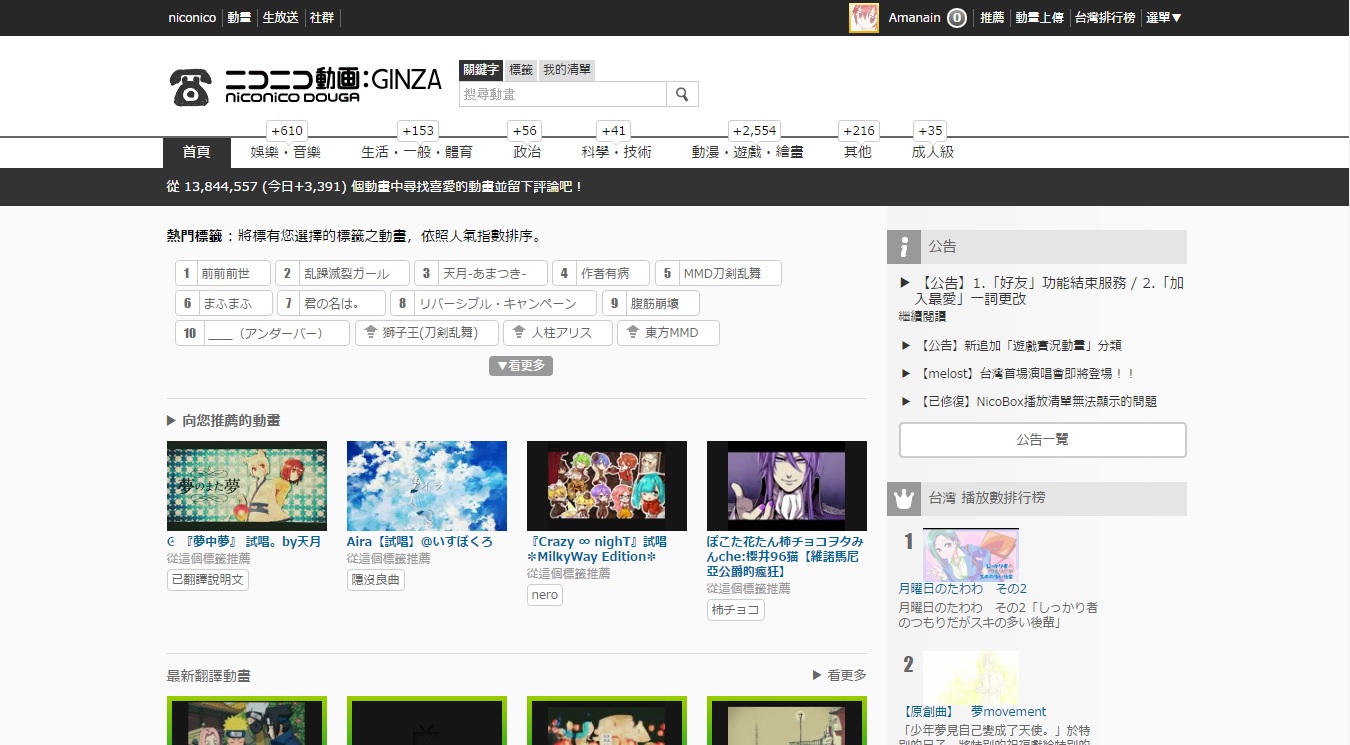 niconico 動畫 生放送 社群 Amanain 0 推薦 動畫上傳 台灣排行榜 選單▼
ニコニコ動画:GINZA
niconico DOUGA
關鍵字 標籤 我的清單
搜尋動畫
+610 +153 +56 +41 +2,554 +216 +35
首頁 娛樂・音樂 生活・一般・體育 政治 科學・技術 動漫・遊戲・繪畫 其他 成人級
從 13,844,557 (今日+3,391) 個動畫中尋找喜愛的動畫並留下評論吧！
熱門標籤：將標有您選擇的標籤之動畫，依照人氣指數排序。
1 前前前世 2 乱躁滅裂ガール 3 天月-あまつき- 4 作者有病 5 MMD刀剣乱舞
6 まふまふ 7 君の名は。 8 リバーシブル・キャンペーン 9 腹筋崩壞
10 ____（アンダーバー） 獅子王(刀剣乱舞) 人柱アリス 東方MMD
▼看更多
▶ 向您推薦的動畫
夢のまた夢
☪ 『夢中夢』 試唱。by天月
從這個標籤推薦
已翻譯說明文
Aira【試唱】@いすぼくろ
從這個標籤推薦
隱沒良曲
『Crazy ∞ nighT』試唱
✲MilkyWay Edition✲
從這個標籤推薦
nero
ぽこた花たん柿チョコヲタみ
んche:櫻井96猫【維諾馬尼
亞公爵的瘋狂】
從這個標籤推薦
柿チョコ
最新翻譯動畫 ▶ 看更多
公告
▶ 【公告】1.「好友」功能結束服務 / 2.「加
入最愛」一詞更改
繼續閱讀
▶ 【公告】新追加「遊戲實況動畫」分類
▶ 【melost】台灣首場演唱會即將登場！！
▶ 【已修復】NicoBox播放清單無法顯示的問題
公告一覽
台灣 播放數排行榜
1
月曜日のたわわ　その2
月曜日のたわわ　その2「しっかり者
のつもりだがスキの多い後輩」
2
【原創曲】　夢movement
「少年夢見自己變成了天使。」於特